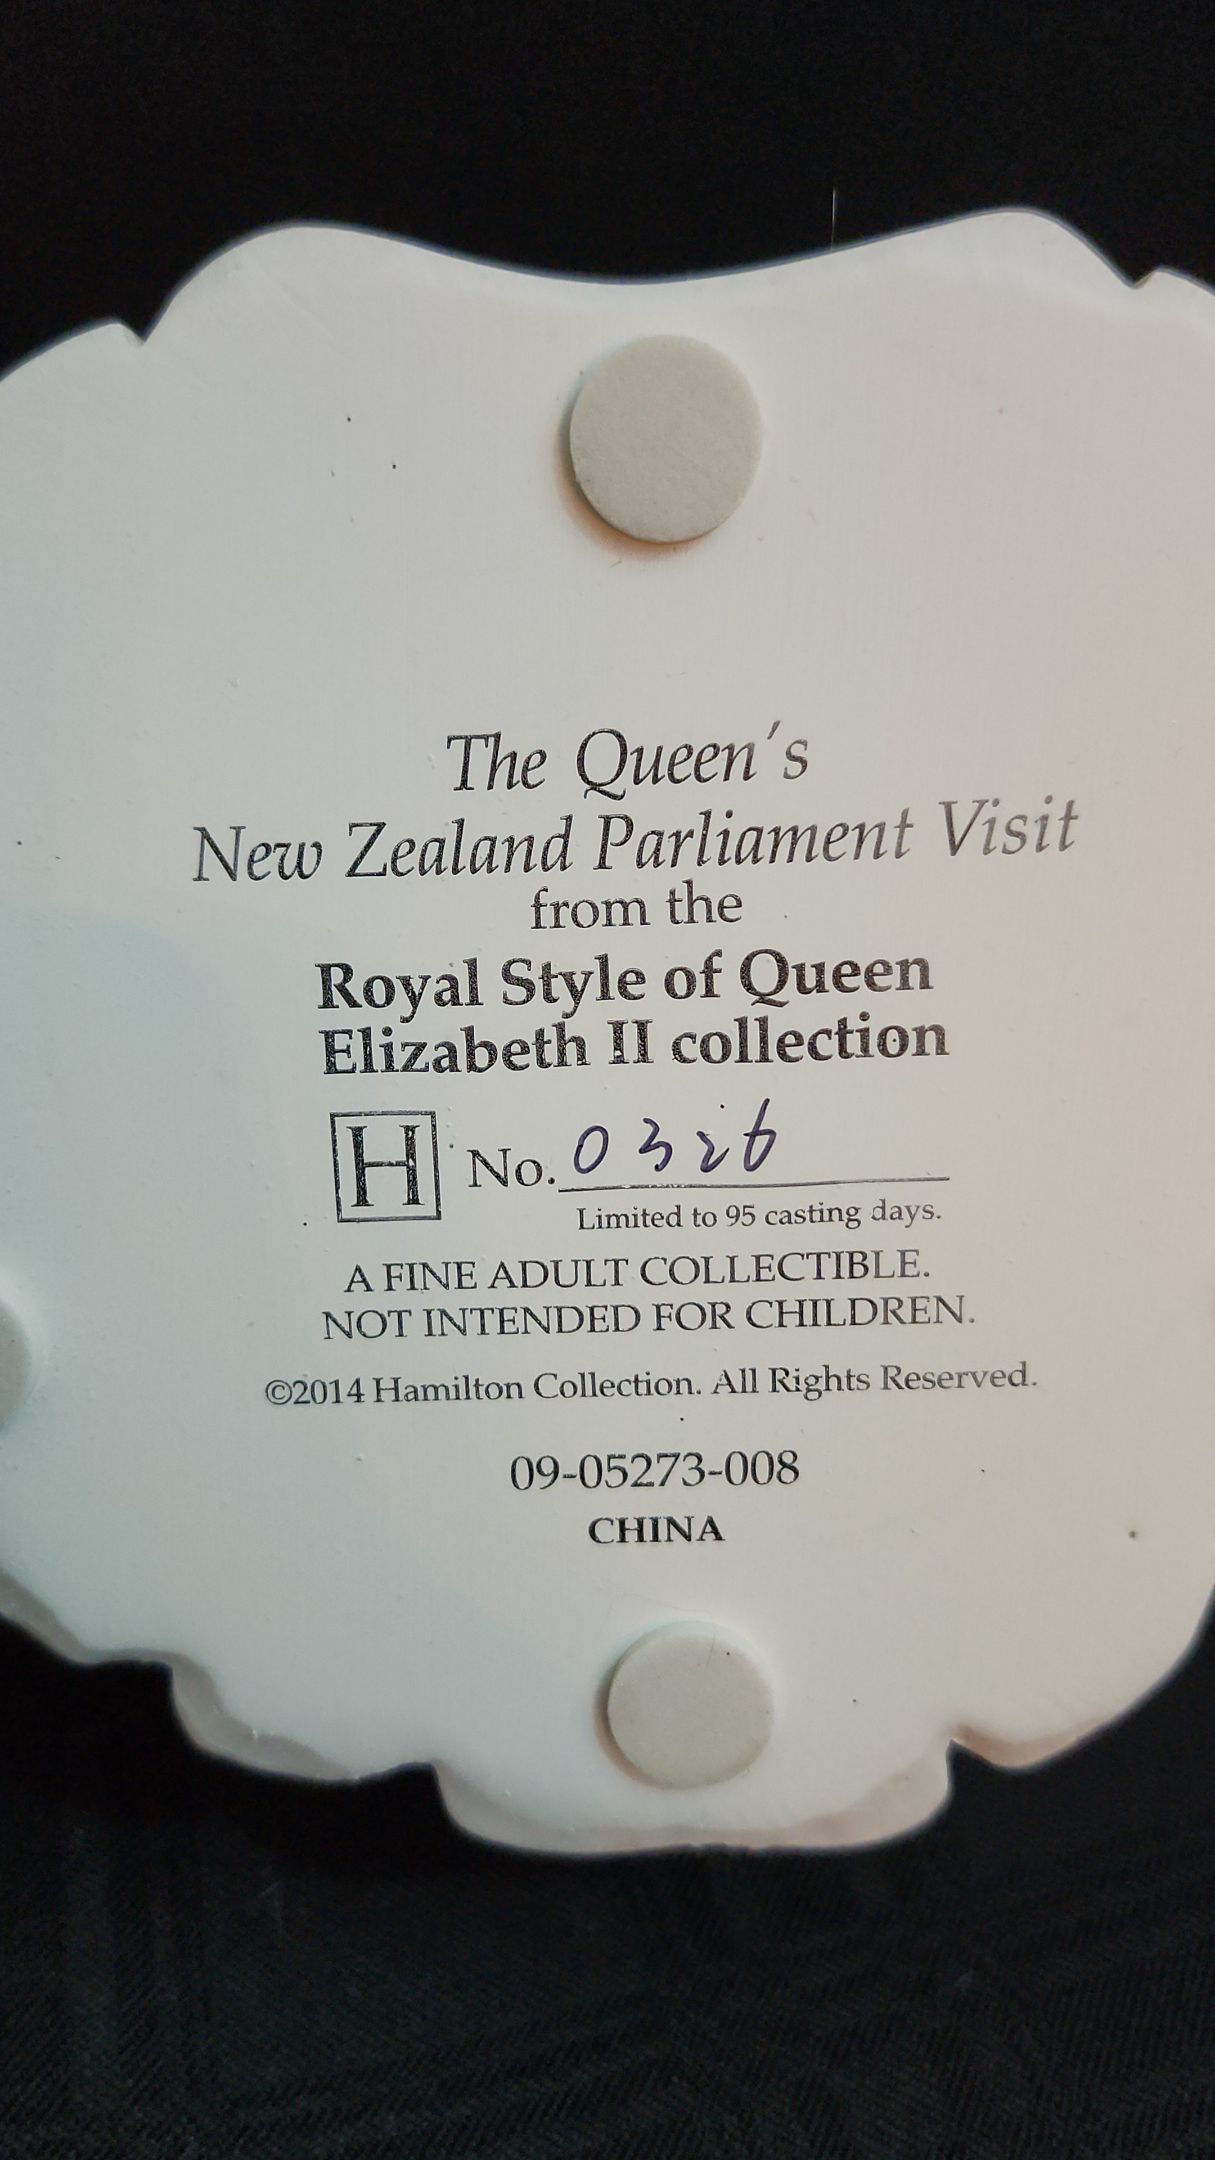 The Queen's
New Zealand Parliament Visit
from the
Royal Style of Queen
Elizabeth II collection
H No. 0326
Limited to 95 casting days.
A FINE ADULT COLLECTIBLE.
NOT INTENDED FOR CHILDREN.
©2014 Hamilton Collection. All Rights Reserved.
09-05273-008
CHINA